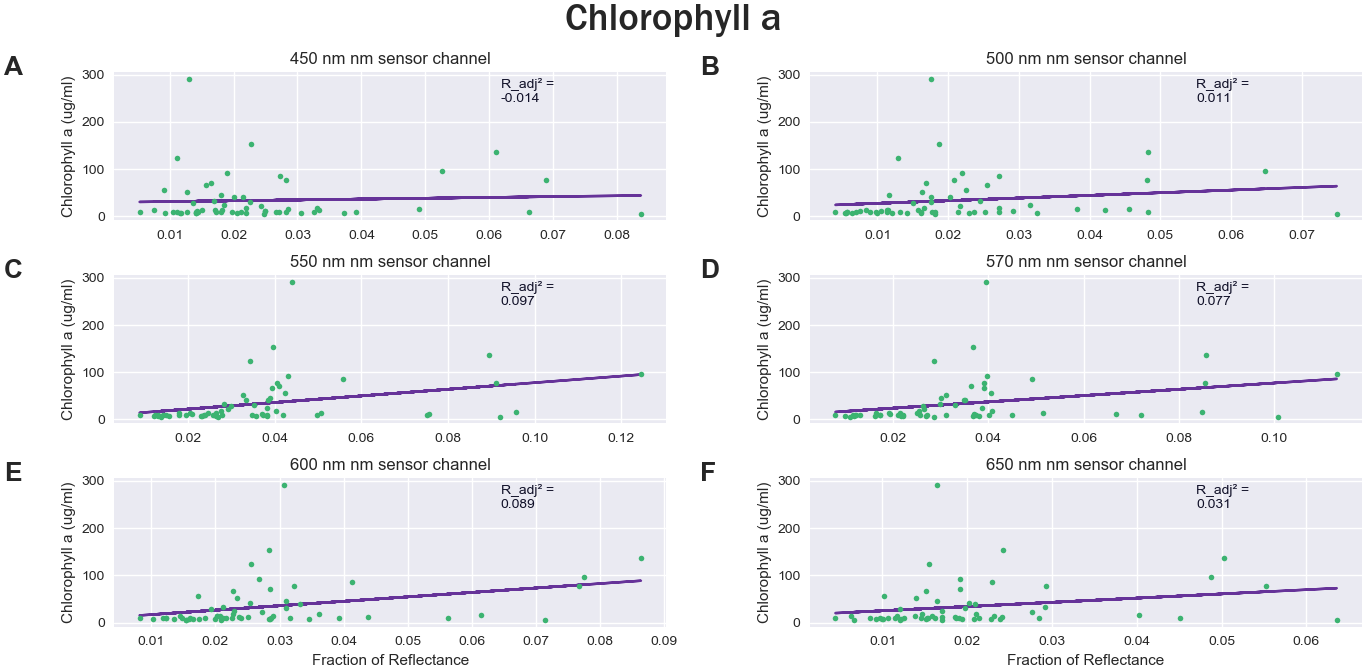 Chlorophyll a
A
450 nm nm sensor channel
Chlorophyll a (ug/ml)
300
200
100
0
R_adj² =
-0.014
0.01 0.02 0.03 0.04 0.05 0.06 0.07 0.08
B
500 nm nm sensor channel
Chlorophyll a (ug/ml)
300
200
100
0
R_adj² =
0.011
0.01 0.02 0.03 0.04 0.05 0.06 0.07
C
550 nm nm sensor channel
Chlorophyll a (ug/ml)
300
200
100
0
R_adj² =
0.097
0.02 0.04 0.06 0.08 0.10 0.12
D
570 nm nm sensor channel
Chlorophyll a (ug/ml)
300
200
100
0
R_adj² =
0.077
0.02 0.04 0.06 0.08 0.10
E
600 nm nm sensor channel
Chlorophyll a (ug/ml)
300
200
100
0
R_adj² =
0.089
0.01 0.02 0.03 0.04 0.05 0.06 0.07 0.08 0.09
Fraction of Reflectance
F
650 nm nm sensor channel
Chlorophyll a (ug/ml)
300
200
100
0
R_adj² =
0.031
0.01 0.02 0.03 0.04 0.05 0.06
Fraction of Reflectance